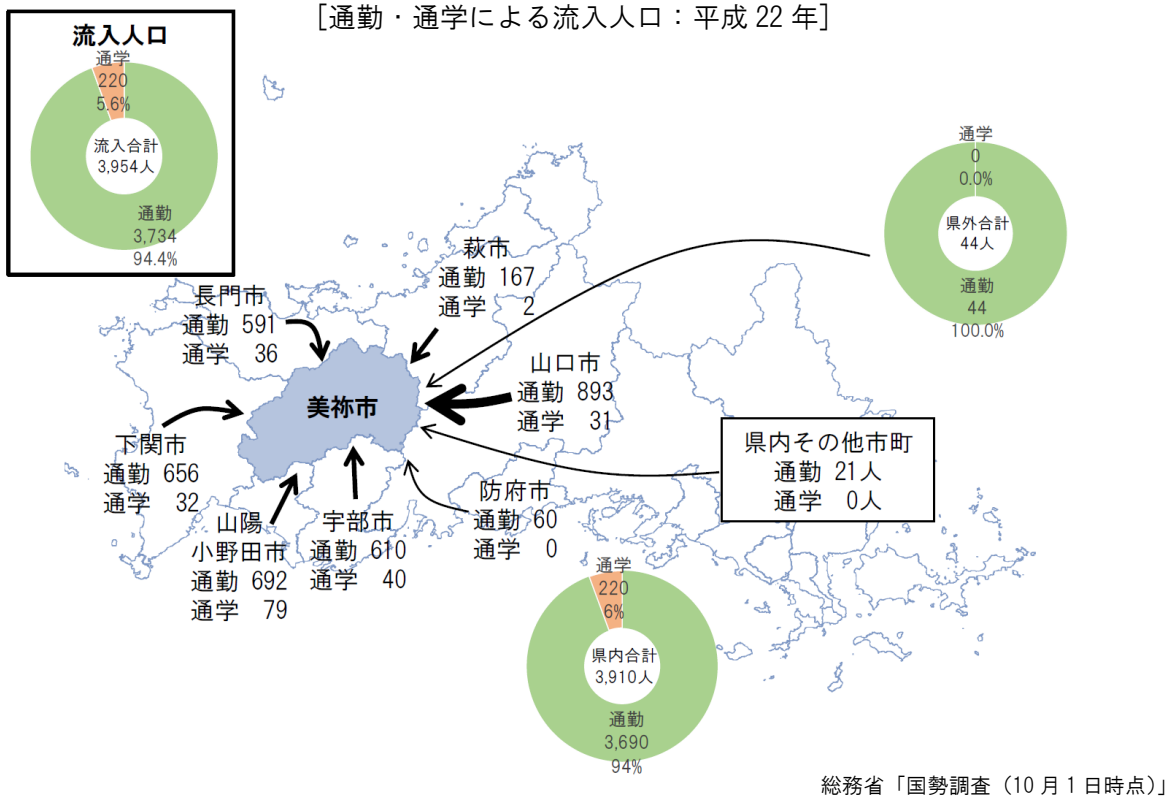 [通勤・通学による流入人口：平成 22 年]
流入人口
通学
220
5.6%
流入合計
3,954人
通勤
3,734
94.4%
通学
0
0.0%
県外合計
44人
通勤
44
100.0%
萩市
通勤 167
通学 2
長門市
通勤 591
通学 36
山口市
通勤 893
通学 31
美祢市
下関市
通勤 656
通学 32
県内その他市町
通勤 21人
通学 0人
防府市
通勤 60
通学 0
山陽
小野田市
通勤 692
通学 79
宇部市
通勤 610
通学 40
通学
220
6%
県内合計
3,910人
通勤
3,690
94%
総務省「国勢調査（10 月 1 日時点）」